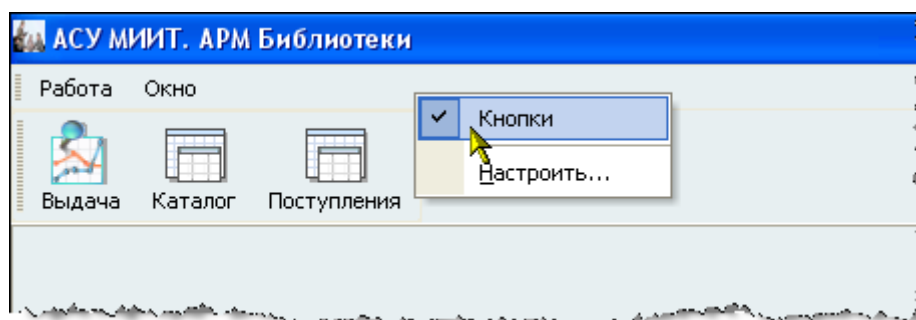 АСУ МИИТ. АРМ Библиотеки
Работа Окно
Кнопки
Настроить...
Выдача Каталог Поступления